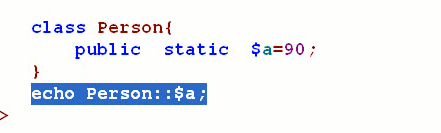 class Person{
public static $a=90;
}
echo Person::$a;
>